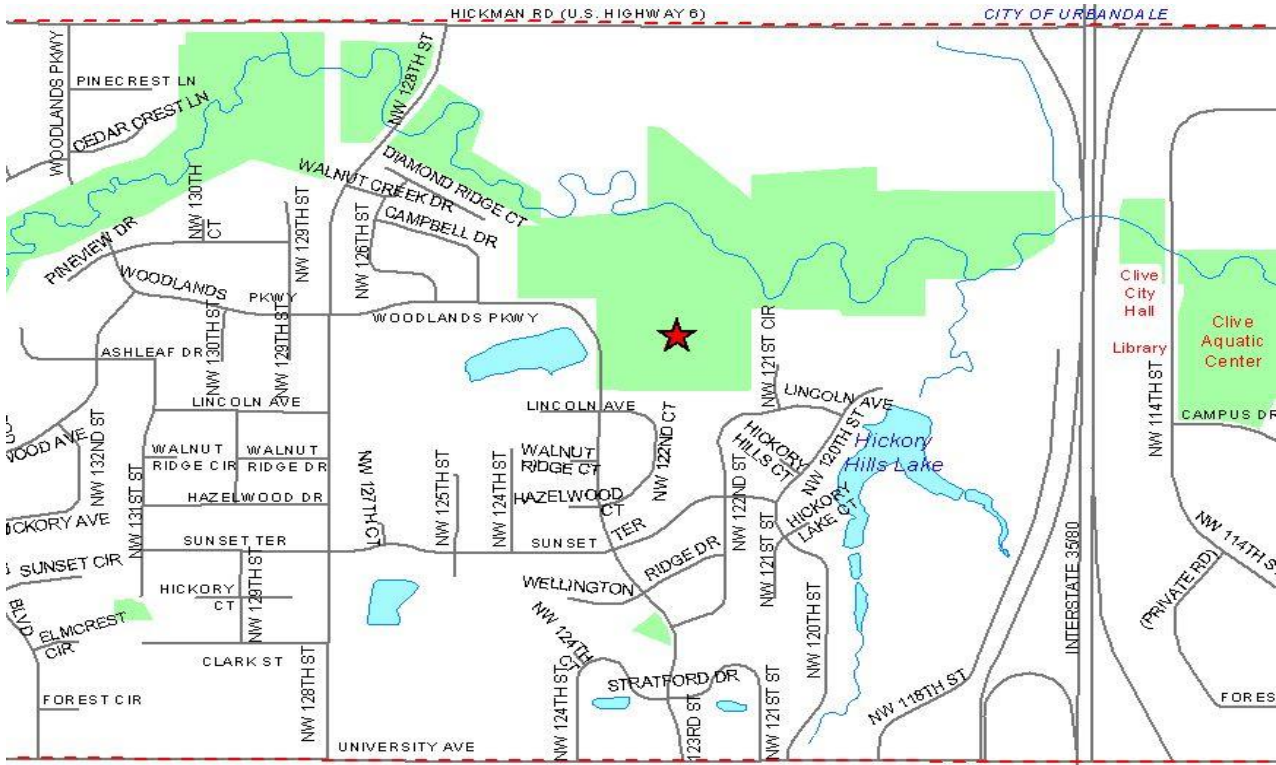 HICKMAN RD (U.S. HIGHWAY 6)
CITY OF URBANDALE
WOODLANDS PKWY
PINECREST LN
CEDAR CREST LN
NW 128TH ST
DIAMOND RIDGE CT
WALNUT CREEK DR
CAMPBELL DR
NW 130TH
CT
NW 129TH ST
NW 126TH ST
PINEVIEW DR
WOODLANDS
PKWY
WOODLANDS PKWY
NW 130TH ST
NW 129TH ST
ASHLEAF DR
NW 121ST CIR
Clive
City
Hall
Library
Clive
Aquatic
Center
NW 114TH ST
CAMPUS DR
LINCOLN AVE
LINCOLN AVE
LINCOLN AVE
NW 122ND CT
WOOD AVE
NW 132ND ST
WALNUT
RIDGE CIR
WALNUT
RIDGE DR
WALNUT
RIDGE CT
HICKORY
HILLS CT
NW 120TH ST
Hickory
Hills Lake
NW 131ST ST
HAZELWOOD DR
NW 127TH CT
NW 125TH ST
NW 124TH ST
HAZELWOOD
CT
NW 122ND ST
HICKORY
LAKE CT
HICKORY AVE
SUNSET TER
SUNSET
TER
RIDGE DR
WELLINGTON
NW 121ST ST
SUNSET CIR
HICKORY
CT
NW 129TH ST
BLVD
ELMCREST
CIR
CLARK ST
NW 128TH ST
NW 124TH
CT
NW 124TH ST
STRATFORD DR
NW 120TH ST
NW 121ST ST
123RD ST
NW 118TH ST
INTERSTATE 35/80
NW 114TH S
(PRIVATE RD)
FORES
FOREST CIR
UNIVERSITY AVE